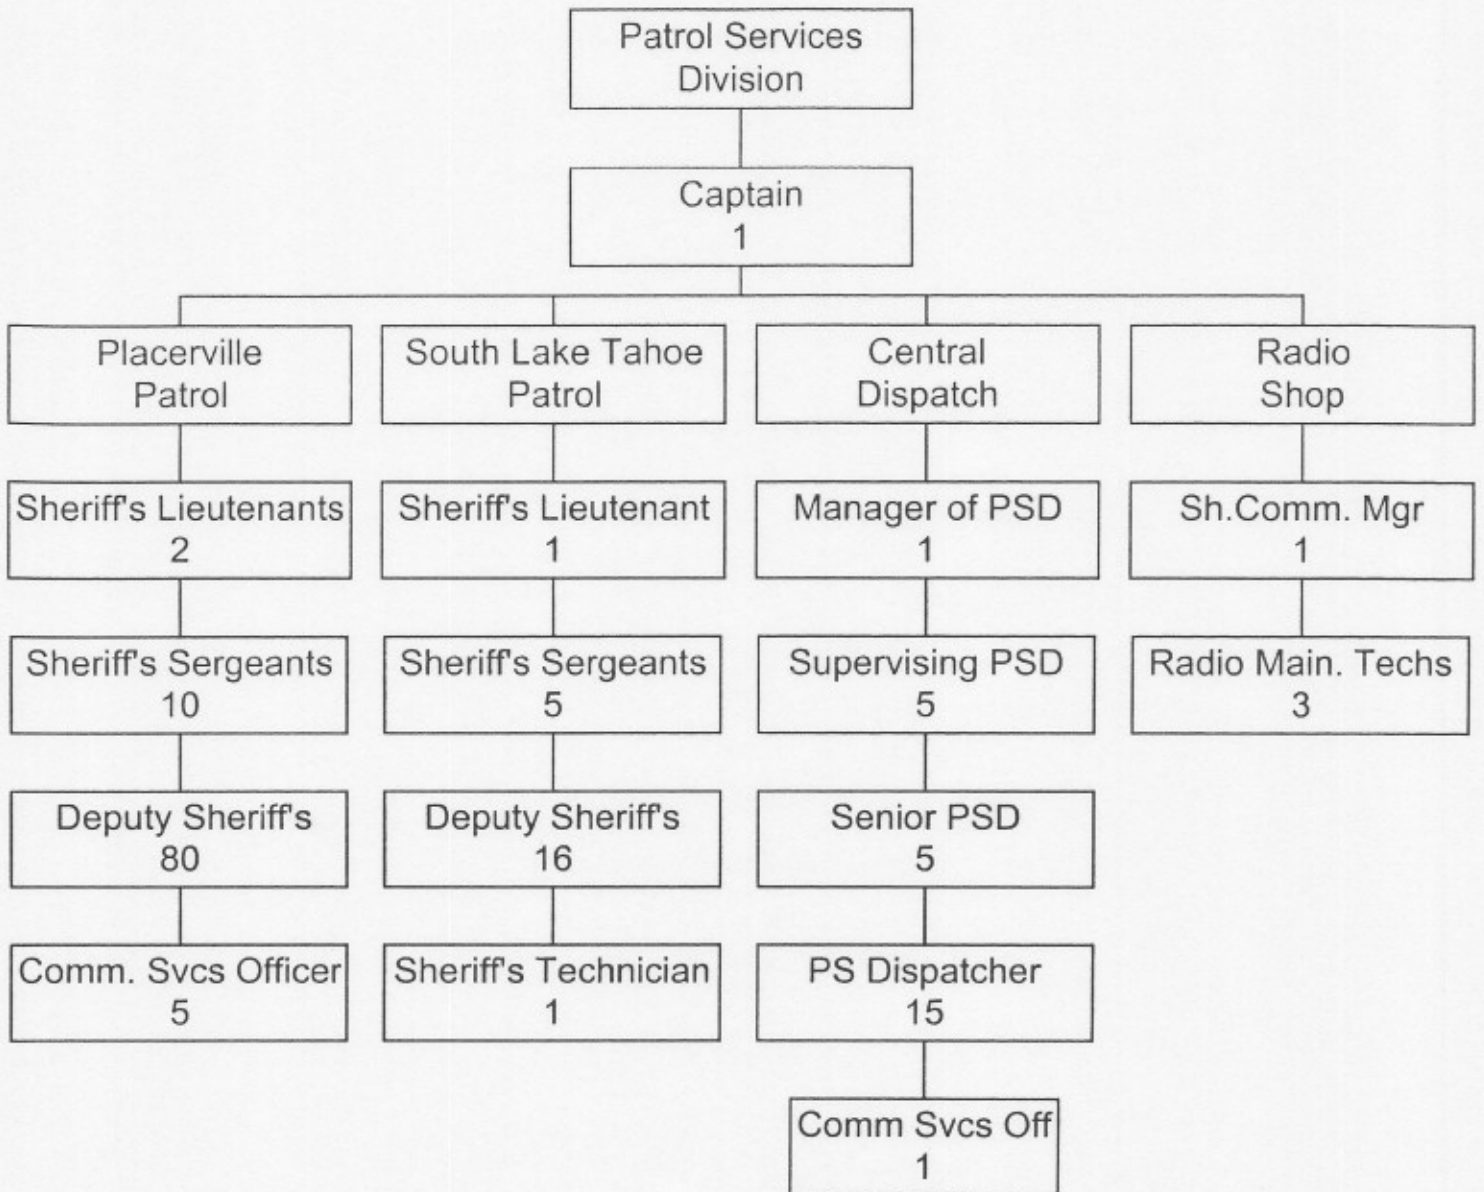 Patrol Services
Division
Captain
1
Placerville
Patrol
South Lake Tahoe
Patrol
Central
Dispatch
Radio
Shop
Sheriff's Lieutenants
2
Sheriff's Lieutenant
1
Manager of PSD
1
Sh.Comm. Mgr
1
Sheriff's Sergeants
10
Sheriff's Sergeants
5
Supervising PSD
5
Radio Main. Techs
3
Deputy Sheriff's
80
Deputy Sheriff's
16
Senior PSD
5
Comm. Svcs Officer
5
Sheriff's Technician
1
PS Dispatcher
15
Comm Svcs Off
1